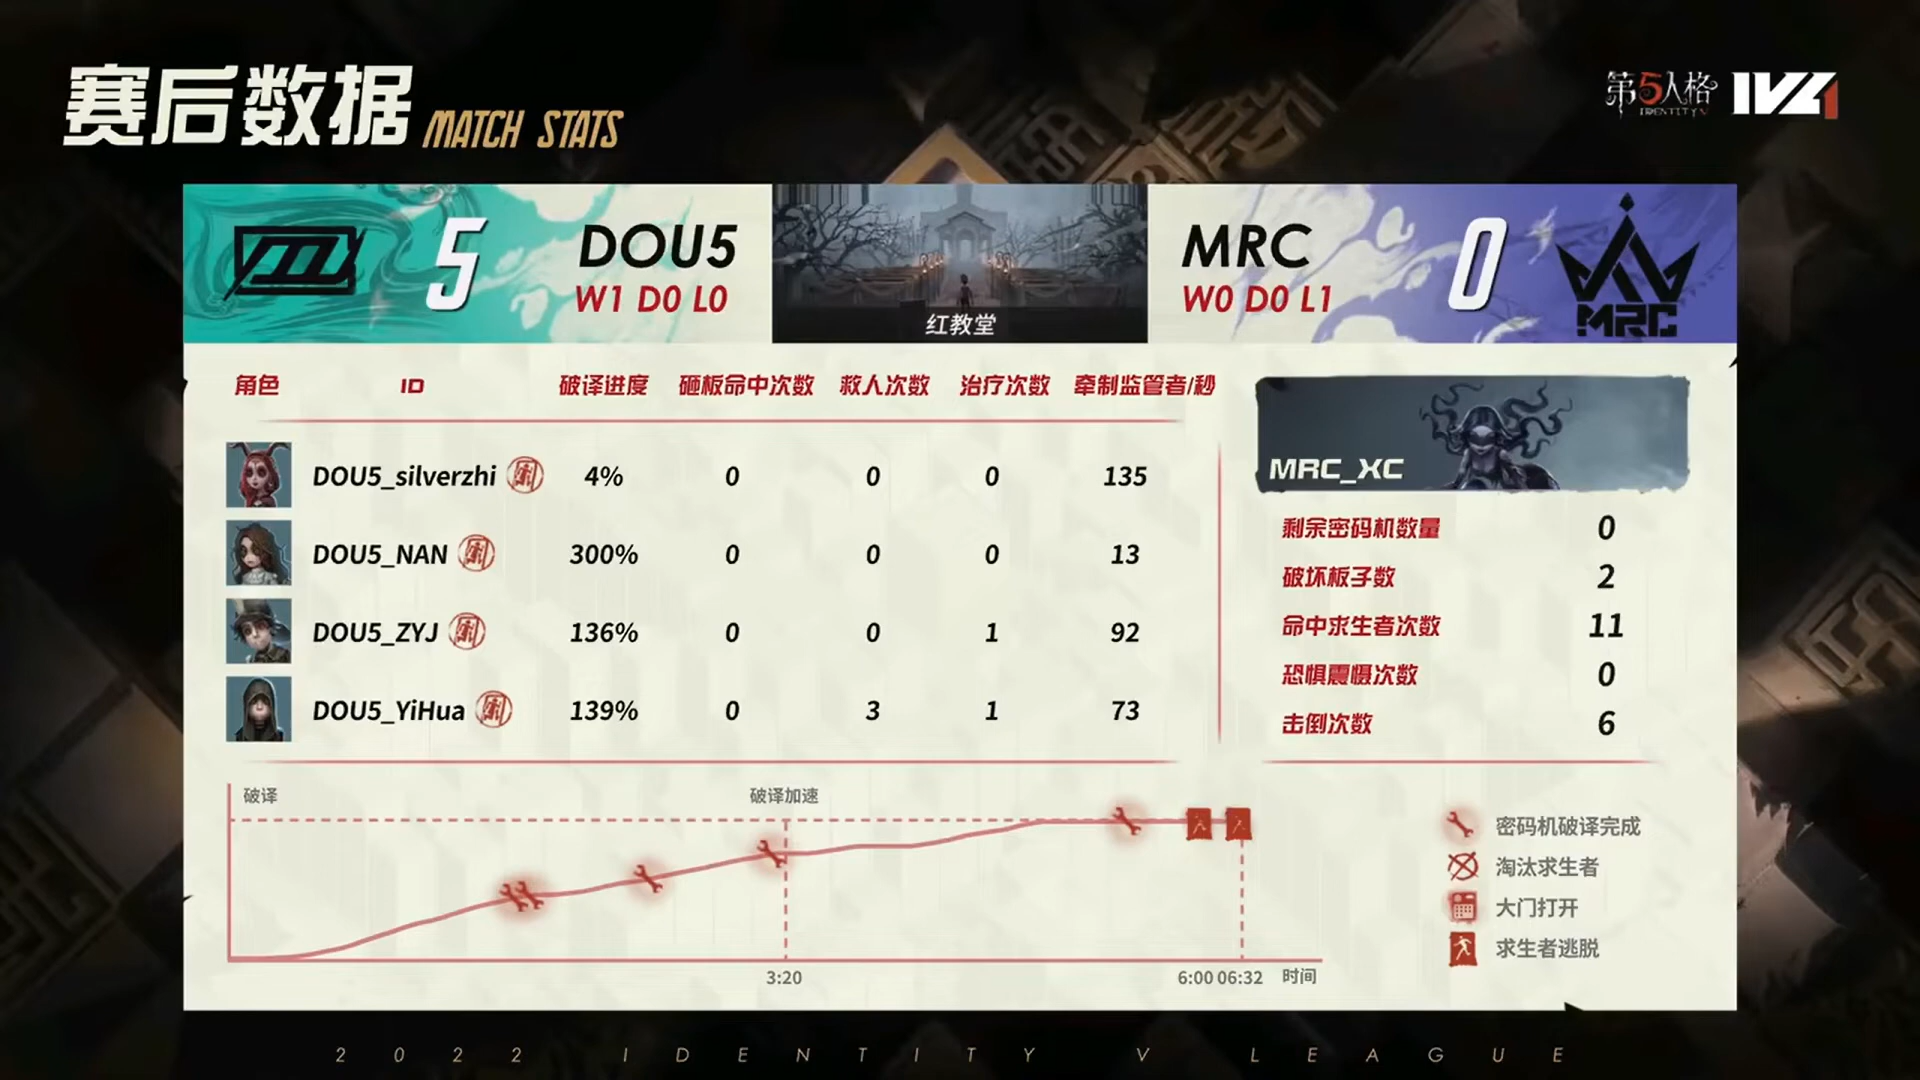 赛后数据 MATCH STATS
第5人格
IDENTITY V
IVL
5 DOU5
W1 D0 L0
红教堂
MRC 0
W0 D0 L1
MRC
角色 ID 破译进度 砸板命中次数 救人次数 治疗次数 牵制监管者/秒
DOU5_silverzhi 4% 0 0 0 135
DOU5_NAN 300% 0 0 0 13
DOU5_ZYJ 136% 0 0 1 92
DOU5_YiHua 139% 0 3 1 73
MRC_XC
剩余密码机数量 0
破坏板子数 2
命中求生者次数 11
恐惧震慑次数 0
击倒次数 6
破译 破译加速
3:20 6:00 06:32 时间
密码机破译完成
淘汰求生者
大门打开
求生者逃脱
2022 IDENTITY V LEAGUE